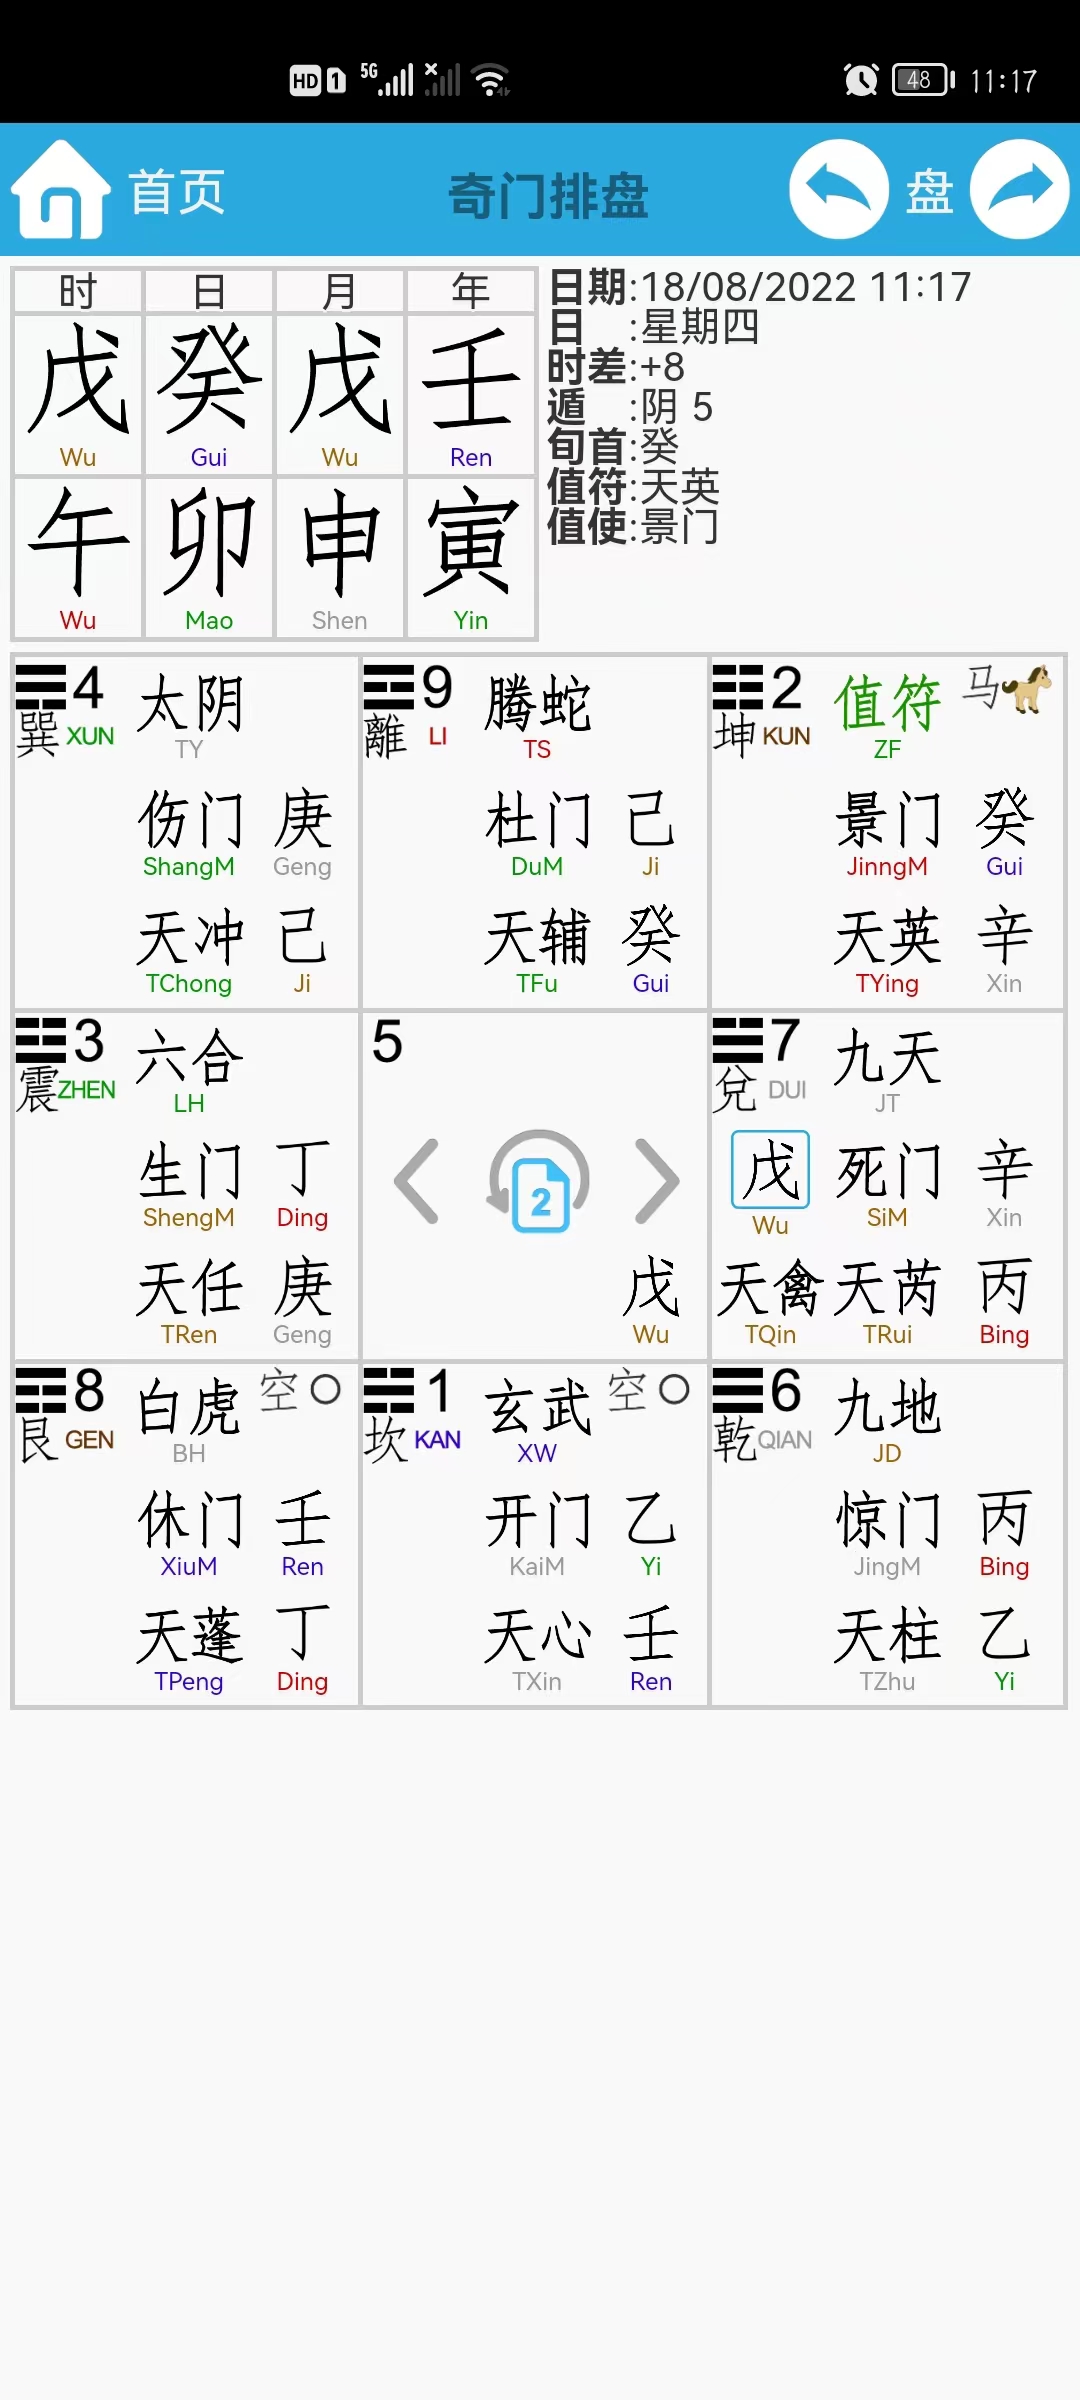 HD 1 5G 48 11:17
首页 奇门排盘 盘
时 日 月 年
戊 癸 戊 壬
Wu Gui Wu Ren
午 卯 申 寅
Wu Mao Shen Yin
日期:18/08/2022 11:17
日 :星期四
时差:+8
遁 :阴 5
旬首:癸
值符:天英
值使:景门
4 太阴
巽 XUN TY
伤门 庚
ShangM Geng
天冲 己
TChong Ji
9 腾蛇
離 LI TS
杜门 己
DuM Ji
天辅 癸
TFu Gui
2 值符 马
坤 KUN ZF
景门 癸
JinngM Gui
天英 辛
TYing Xin
3 六合
震 ZHEN LH
生门 丁
ShengM Ding
天任 庚
TRen Geng
5
2
戊
Wu
7 九天
兌 DUI JT
戊 死门 辛
Wu SiM Xin
天禽 天芮 丙
TQin TRui Bing
8 白虎 空
艮 GEN BH
休门 壬
XiuM Ren
天蓬 丁
TPeng Ding
1 玄武 空
坎 KAN XW
开门 乙
KaiM Yi
天心 壬
TXin Ren
6 九地
乾 QIAN JD
惊门 丙
JingM Bing
天柱 乙
TZhu Yi